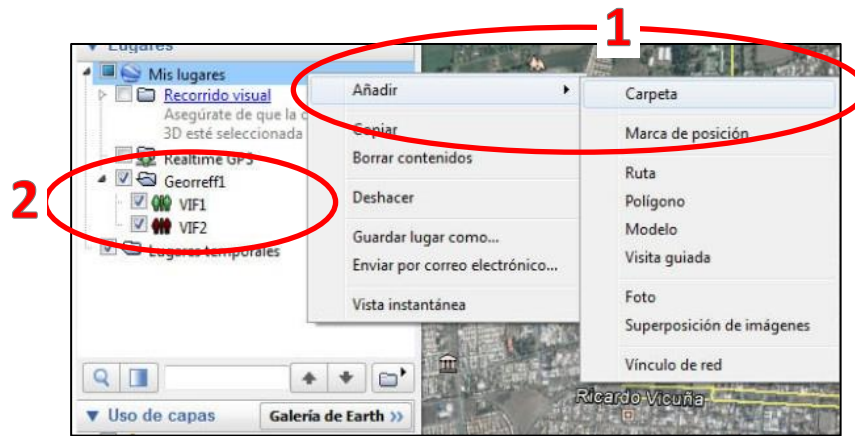 1
Lugares
Mis lugares
Recorrido visual
Asegúrate de que la
3D esté seleccionada
Realtime GPS
2
Georreff1
VIF1
VIF2
Lugares temporales
Añadir
Copiar
Borrar contenidos
Deshacer
Guardar lugar como...
Enviar por correo electrónico...
Vista instantánea
Carpeta
Marca de posición
Ruta
Polígono
Modelo
Visita guiada
Foto
Superposición de imágenes
Vínculo de red
Ricardo Vicuña
Uso de capas
Galería de Earth >>